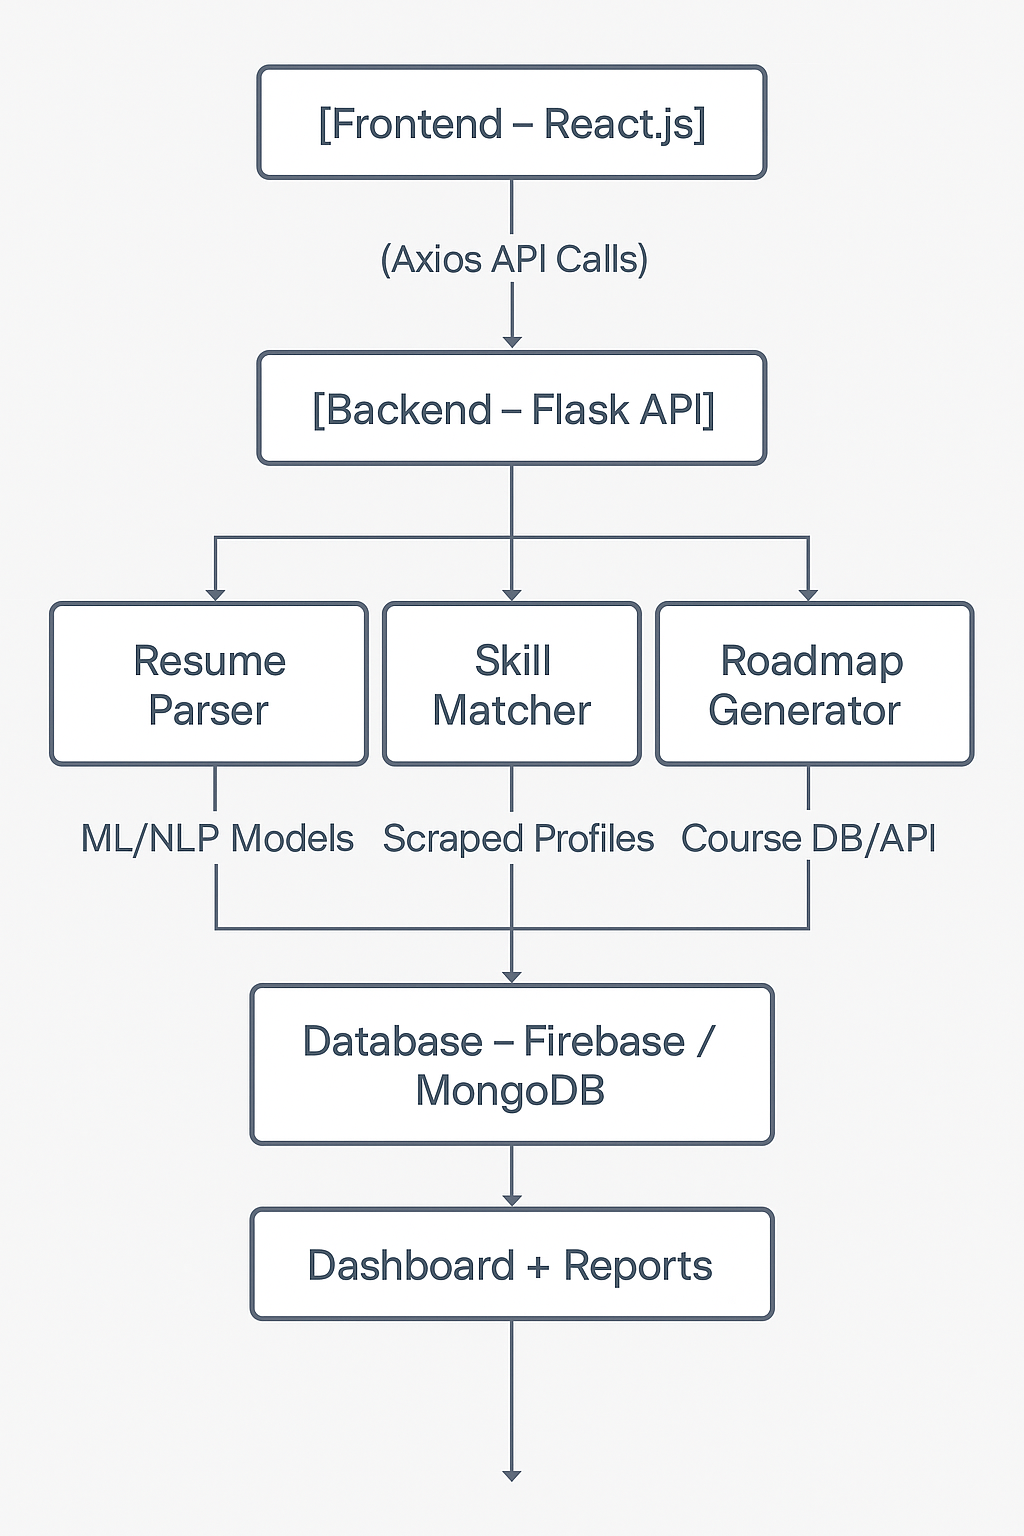 [Frontend – React.js]
(Axios API Calls)
[Backend – Flask API]
Resume
Parser
Skill
Matcher
Roadmap
Generator
ML/NLP Models
Scraped Profiles
Course DB/API
Database – Firebase /
MongoDB
Dashboard + Reports